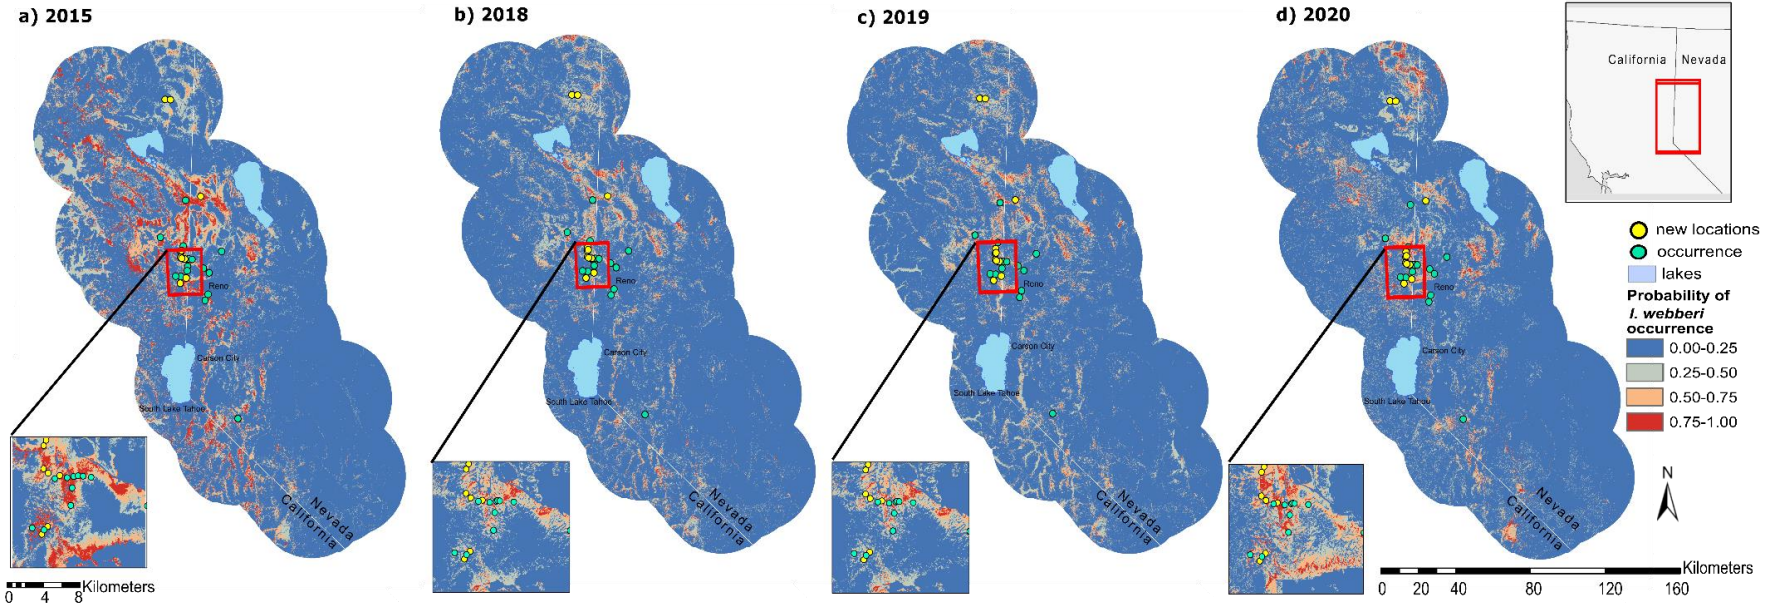 a) 2015
b) 2018
c) 2019
d) 2020
California Nevada
new locations
occurrence
lakes
Probability of
I. webberi
occurrence
0.00-0.25
0.25-0.50
0.50-0.75
0.75-1.00
N
Reno
Carson City
South Lake Tahoe
Nevada
California
Reno
Carson City
South Lake Tahoe
Nevada
California
Reno
Carson City
South Lake Tahoe
Nevada
California
Reno
Carson City
South Lake Tahoe
Nevada
California
Kilometers
0 4 8
Kilometers
0 20 40 80 120 160